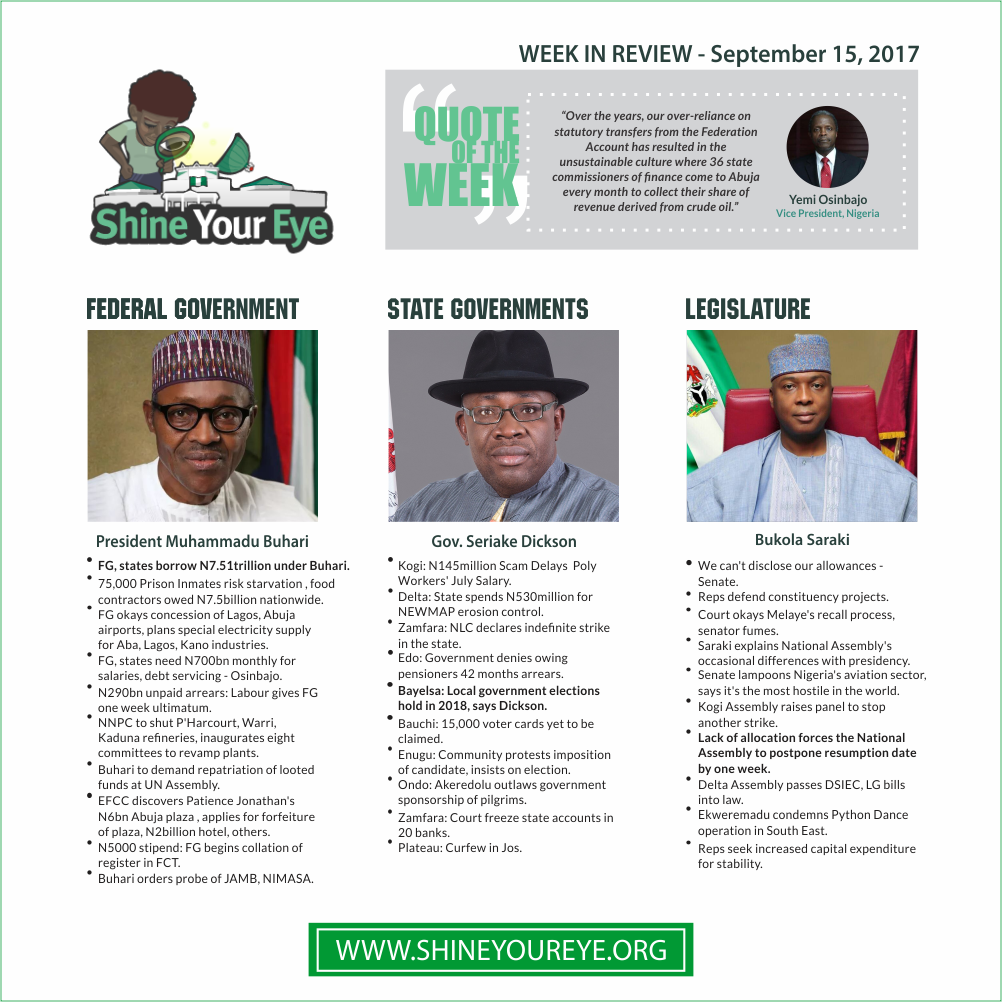 WEEK IN REVIEW - September 15, 2017
Shine Your Eye
QUOTE
OF THE
WEEK
“Over the years, our over-reliance on
statutory transfers from the Federation
Account has resulted in the
unsustainable culture where 36 state
commissioners of finance come to Abuja
every month to collect their share of
revenue derived from crude oil.”
Yemi Osinbajo
Vice President, Nigeria
FEDERAL GOVERNMENT
President Muhammadu Buhari
• FG, states borrow N7.51trillion under Buhari.
• 75,000 Prison Inmates risk starvation , food
contractors owed N7.5billion nationwide.
• FG okays concession of Lagos, Abuja
airports, plans special electricity supply
for Aba, Lagos, Kano industries.
• FG, states need N700bn monthly for
salaries, debt servicing - Osinbajo.
• N290bn unpaid arrears: Labour gives FG
one week ultimatum.
• NNPC to shut P'Harcourt, Warri,
Kaduna refineries, inaugurates eight
committees to revamp plants.
• Buhari to demand repatriation of looted
funds at UN Assembly.
• EFCC discovers Patience Jonathan's
N6bn Abuja plaza , applies for forfeiture
of plaza, N2billion hotel, others.
• N5000 stipend: FG begins collation of
register in FCT.
• Buhari orders probe of JAMB, NIMASA.
STATE GOVERNMENTS
Gov. Seriake Dickson
• Kogi: N145million Scam Delays Poly
Workers' July Salary.
• Delta: State spends N530million for
NEWMAP erosion control.
• Zamfara: NLC declares indefinite strike
in the state.
• Edo: Government denies owing
pensioners 42 months arrears.
• Bayelsa: Local government elections
hold in 2018, says Dickson.
• Bauchi: 15,000 voter cards yet to be
claimed.
• Enugu: Community protests imposition
of candidate, insists on election.
• Ondo: Akeredolu outlaws government
sponsorship of pilgrims.
• Zamfara: Court freeze state accounts in
20 banks.
• Plateau: Curfew in Jos.
LEGISLATURE
Bukola Saraki
• We can't disclose our allowances -
Senate.
• Reps defend constituency projects.
• Court okays Melaye's recall process,
senator fumes.
• Saraki explains National Assembly's
occasional differences with presidency.
• Senate lampoons Nigeria's aviation sector,
says it's the most hostile in the world.
• Kogi Assembly raises panel to stop
another strike.
• Lack of allocation forces the National
Assembly to postpone resumption date
by one week.
• Delta Assembly passes DSIEC, LG bills
into law.
• Ekweremadu condemns Python Dance
operation in South East.
• Reps seek increased capital expenditure
for stability.
WWW.SHINEYOUREYE.ORG